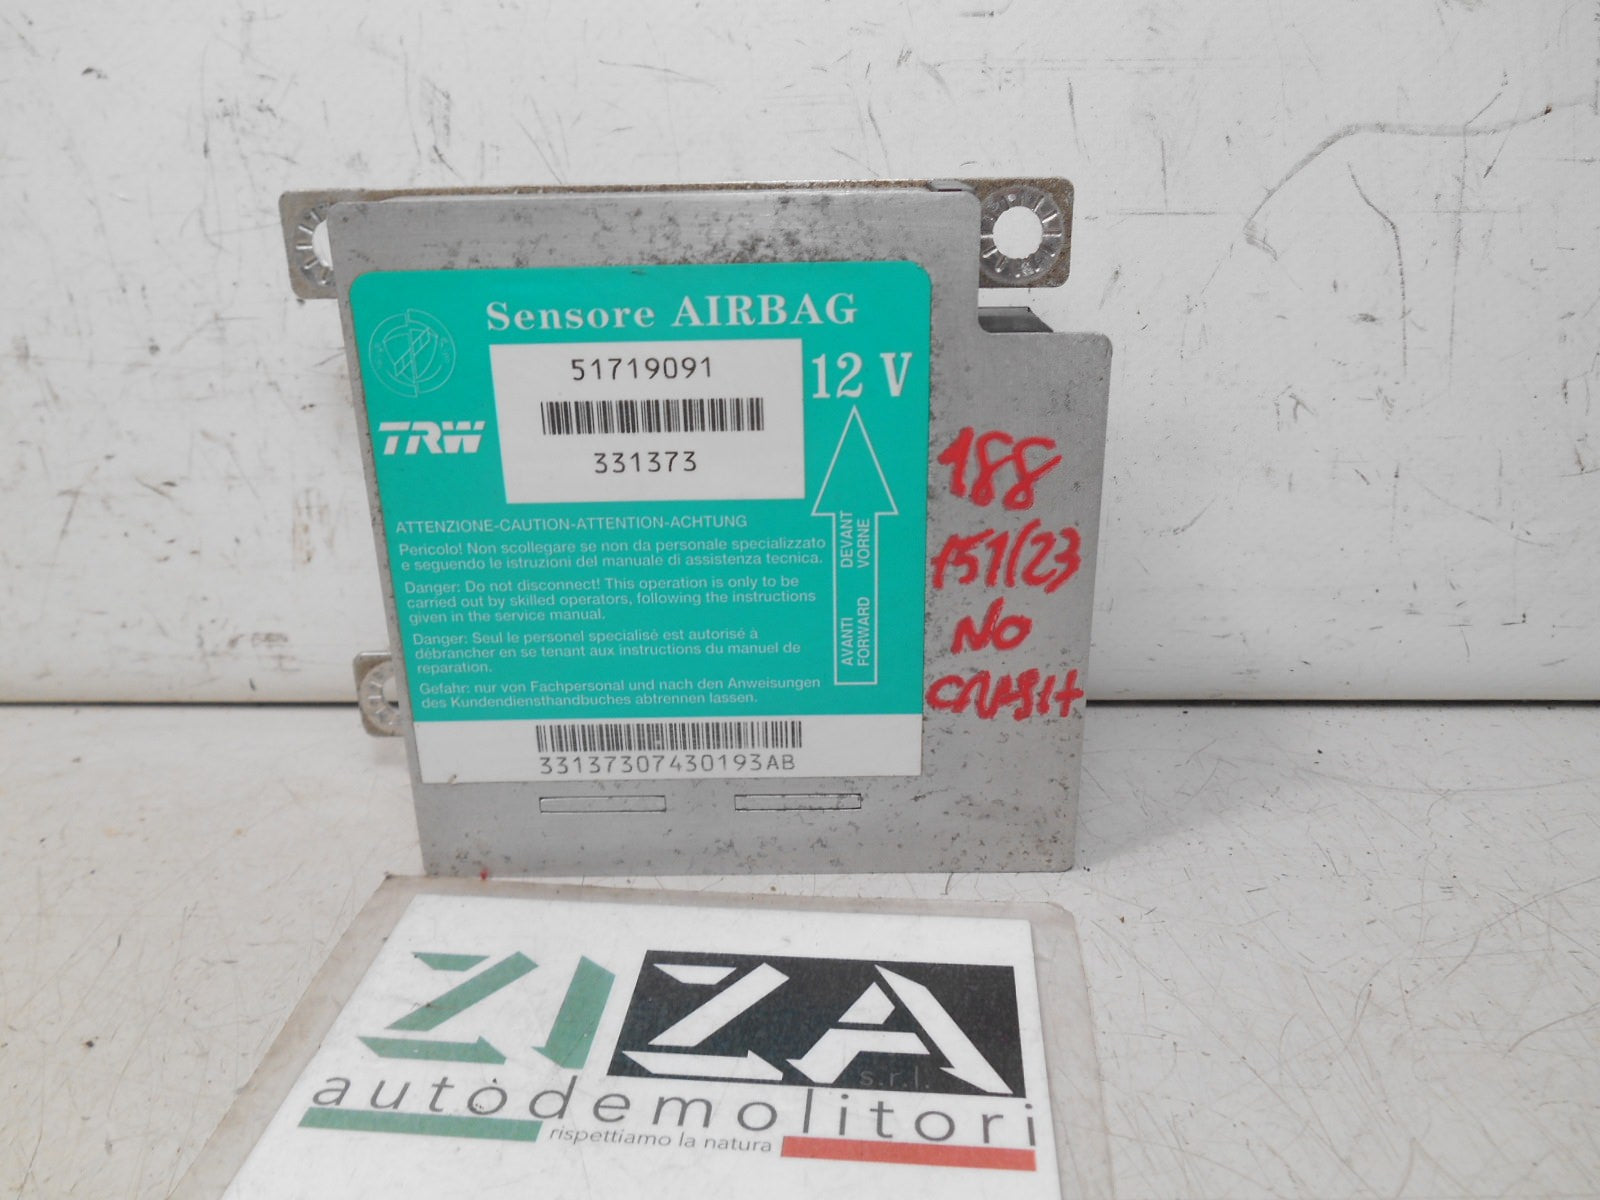 Sensore AIRBAG
51719091
12 V
TRW
331373
ATTENZIONE-CAUTION-ATTENTION-ACHTUNG
Pericolo! Non scollegare se non da personale specializzato
e seguendo le istruzioni del manuale di assistenza tecnica.
Danger: Do not disconnect! This operation is only to be
carried out by skilled operators, following the instructions
given in the service manual.
Danger: Seul le personel specialisé est autorisé à
débrancher en se tenant aux instructions du manuel de
reparation.
Gefahr: nur von Fachpersonal und nach den Anweisungen
des Kundendiensthandbuches abtrennen lassen.
AVANTI DEVANT
FORWARD VORNE
33137307430193AB
188
151/23
NO
CRASH
ZIZA
s.r.l.
autòdemolitori
rispettiamo la natura